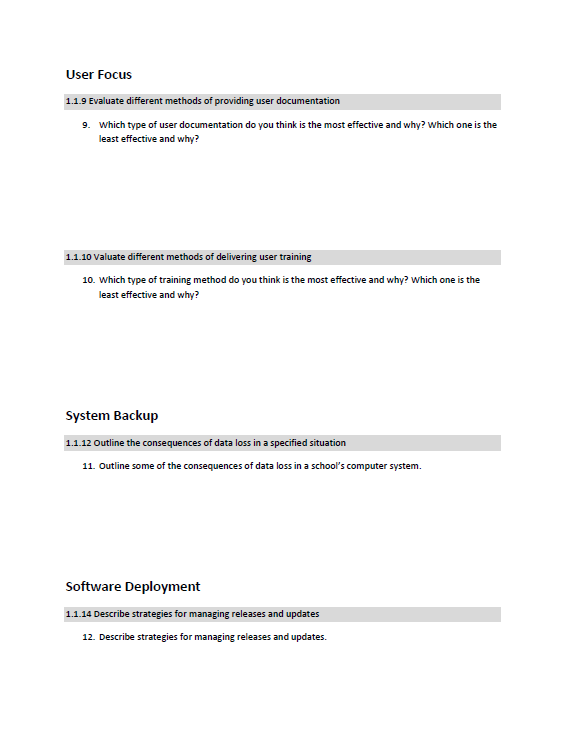 User Focus
1.1.9 Evaluate different methods of providing user documentation
9. Which type of user documentation do you think is the most effective and why? Which one is the
least effective and why?
1.1.10 Valuate different methods of delivering user training
10. Which type of training method do you think is the most effective and why? Which one is the
least effective and why?
System Backup
1.1.12 Outline the consequences of data loss in a specified situation
11. Outline some of the consequences of data loss in a school's computer system.
Software Deployment
1.1.14 Describe strategies for managing releases and updates
12. Describe strategies for managing releases and updates.